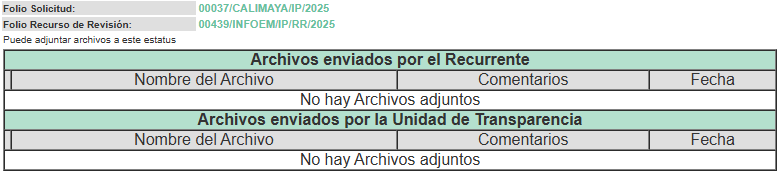 Folio Solicitud: 00037/CALIMAYA/IP/2025
Folio Recurso de Revisión: 00439/INFOEM/IP/RR/2025
Puede adjuntar archivos a este estatus
Archivos enviados por el Recurrente
Nombre del Archivo Comentarios Fecha
No hay Archivos adjuntos
Archivos enviados por la Unidad de Transparencia
Nombre del Archivo Comentarios Fecha
No hay Archivos adjuntos